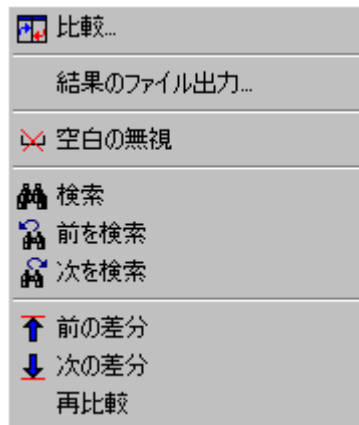 比較...
結果のファイル出力...
空白の無視
検索
前を検索
次を検索
前の差分
次の差分
再比較